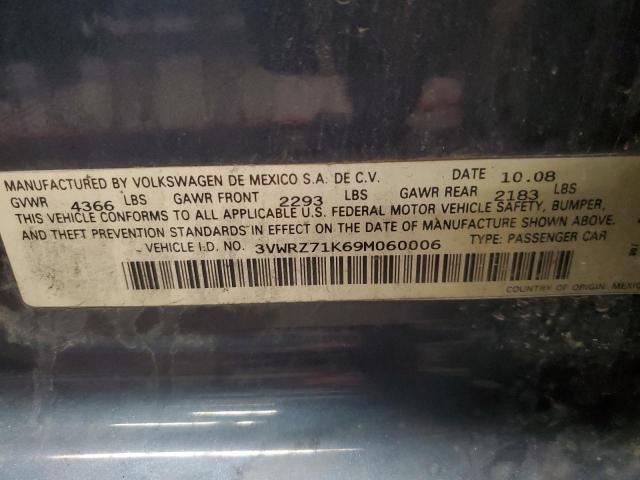 MANUFACTURED BY VOLKSWAGEN DE MEXICO S.A. DE C.V. DATE 10.08
GVWR 4366 LBS GAWR FRONT 2293 LBS GAWR REAR 2183 LBS
THIS VEHICLE CONFORMS TO ALL APPLICABLE U.S. FEDERAL MOTOR VEHICLE SAFETY, BUMPER,
AND THEFT PREVENTION STANDARDS IN EFFECT ON THE DATE OF MANUFACTURE SHOWN ABOVE.
VEHICLE I.D. NO. 3VWRZ71K69M060006 TYPE: PASSENGER CAR
COUNTRY OF ORIGIN: MEXICO